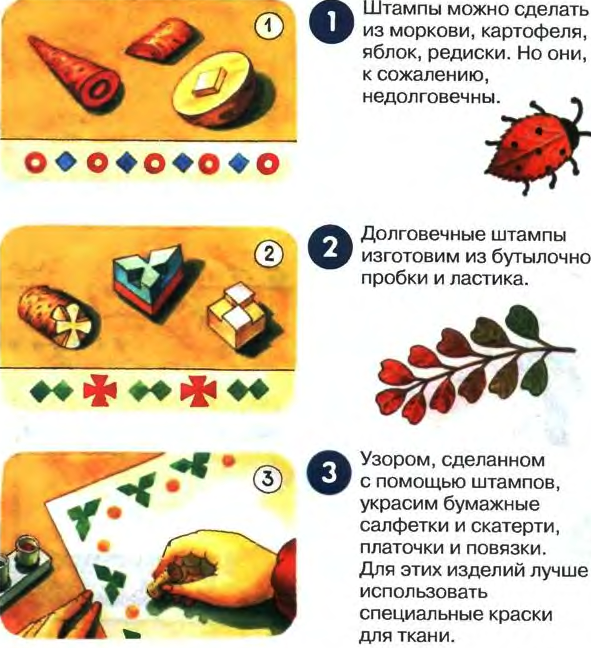 1
1
Штампы можно сделать
из моркови, картофеля,
яблок, редиски. Но они,
к сожалению,
недолговечны.
2
2
Долговечные штампы
изготовим из бутылочно
пробки и ластика.
3
3
Узором, сделанном
с помощью штампов,
украсим бумажные
салфетки и скатерти,
платочки и повязки.
Для этих изделий лучше
использовать
специальные краски
для ткани.